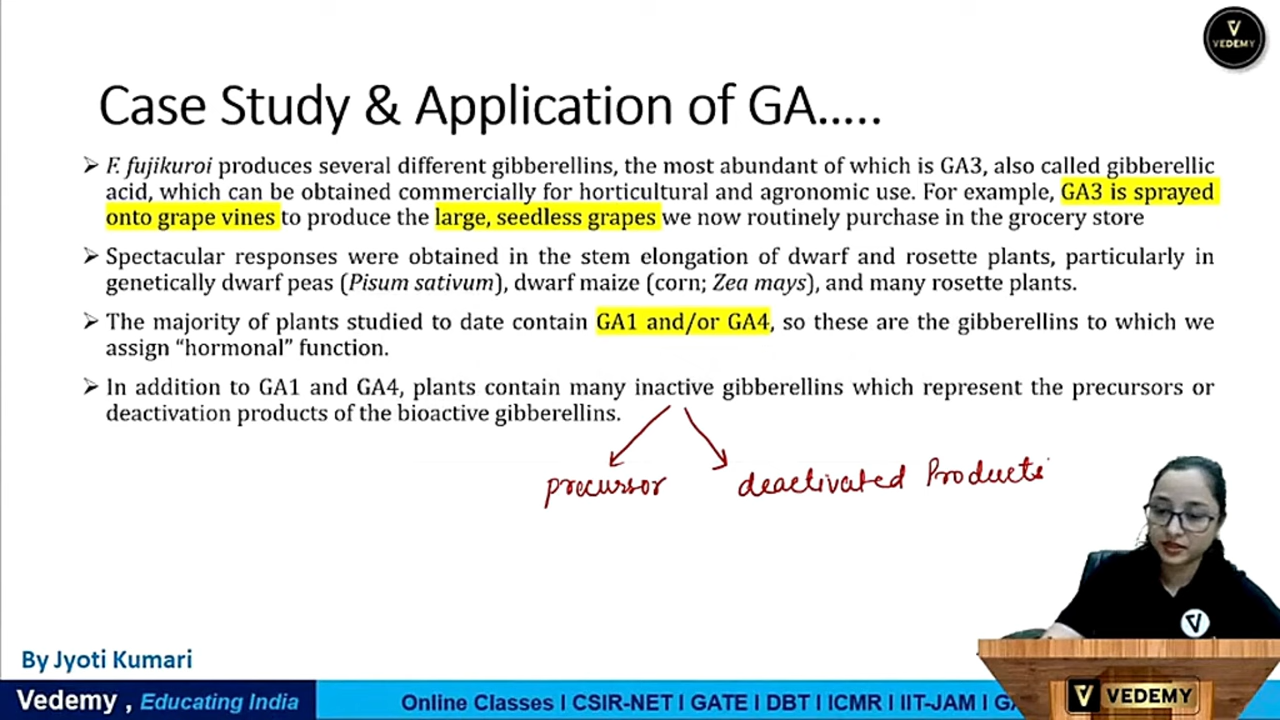 VEDEMY
Case Study & Application of GA…..
➢ F. fujikuroi produces several different gibberellins, the most abundant of which is GA3, also called gibberellic
acid, which can be obtained commercially for horticultural and agronomic use. For example, GA3 is sprayed
onto grape vines to produce the large, seedless grapes we now routinely purchase in the grocery store
➢ Spectacular responses were obtained in the stem elongation of dwarf and rosette plants, particularly in
genetically dwarf peas (Pisum sativum), dwarf maize (corn; Zea mays), and many rosette plants.
➢ The majority of plants studied to date contain GA1 and/or GA4, so these are the gibberellins to which we
assign “hormonal” function.
➢ In addition to GA1 and GA4, plants contain many inactive gibberellins which represent the precursors or
deactivation products of the bioactive gibberellins.
precursor deactivated Products
By Jyoti Kumari
Vedemy , Educating India
Online Classes I CSIR-NET I GATE I DBT I ICMR I IIT-JAM I
VEDEMY